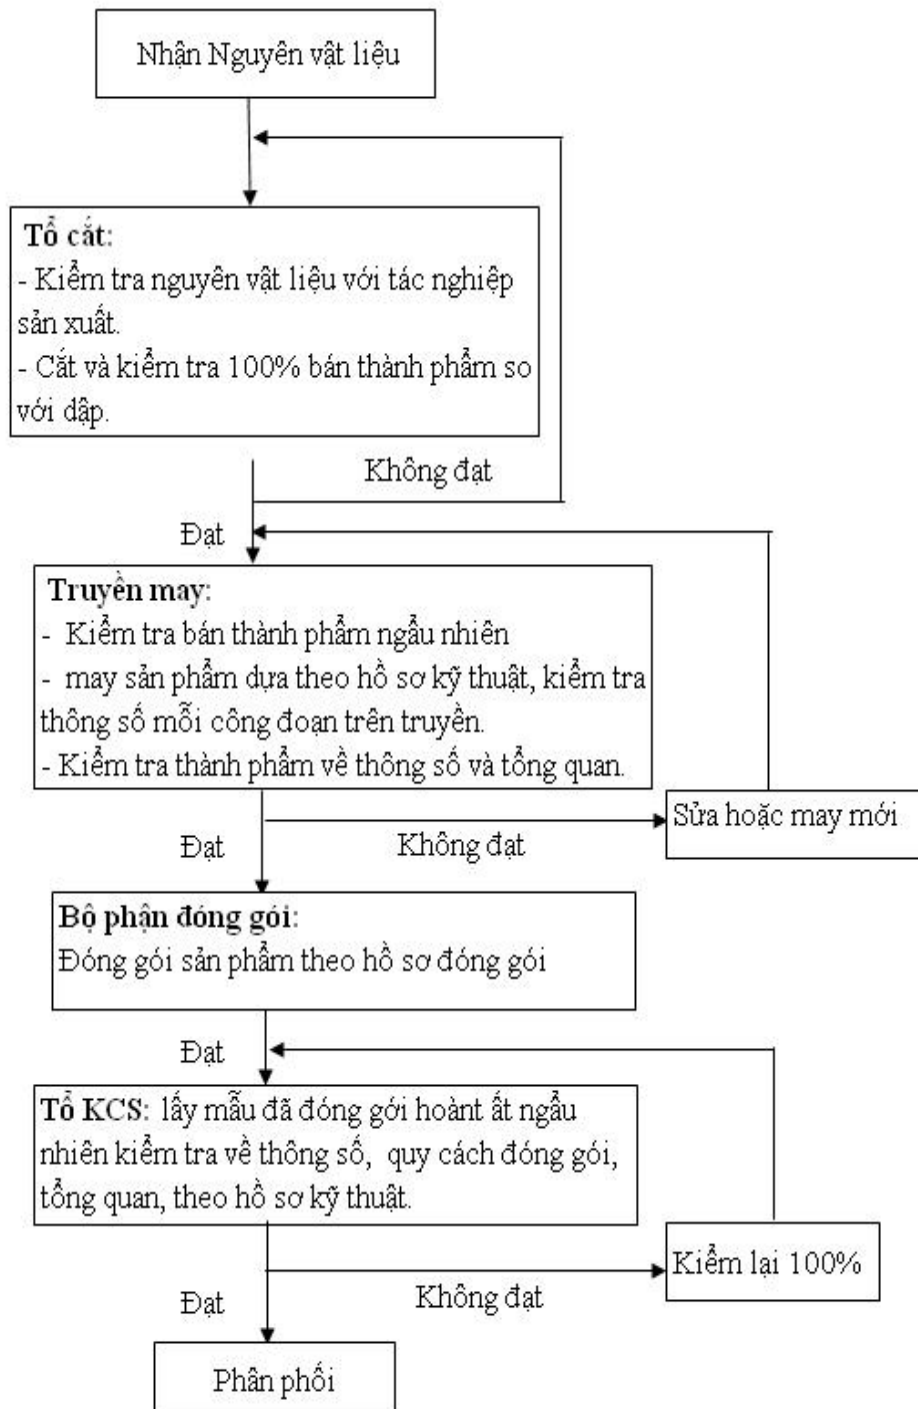 Nhận Nguyên vật liệu
Tổ cắt:
- Kiểm tra nguyên vật liệu với tác nghiệp
sản xuất.
- Cắt và kiểm tra 100% bán thành phẩm so
với dập.
Không đạt
Đạt
Truyền may:
- Kiểm tra bán thành phẩm ngẩu nhiên
- may sản phẩm dựa theo hồ sơ kỹ thuật, kiểm tra
thông số mỗi công đoạn trên truyền.
- Kiểm tra thành phẩm về thông số và tổng quan.
Sửa hoặc may mới
Đạt
Không đạt
Bộ phận đóng gói:
Đóng gói sản phẩm theo hồ sơ đóng gói
Đạt
Tổ KCS: lấy mẫu đã đóng gới hoànt ất ngẫu
nhiên kiểm tra về thông số, quy cách đóng gói,
tổng quan, theo hồ sơ kỹ thuật.
Kiểm lại 100%
Không đạt
Đạt
Phân phối